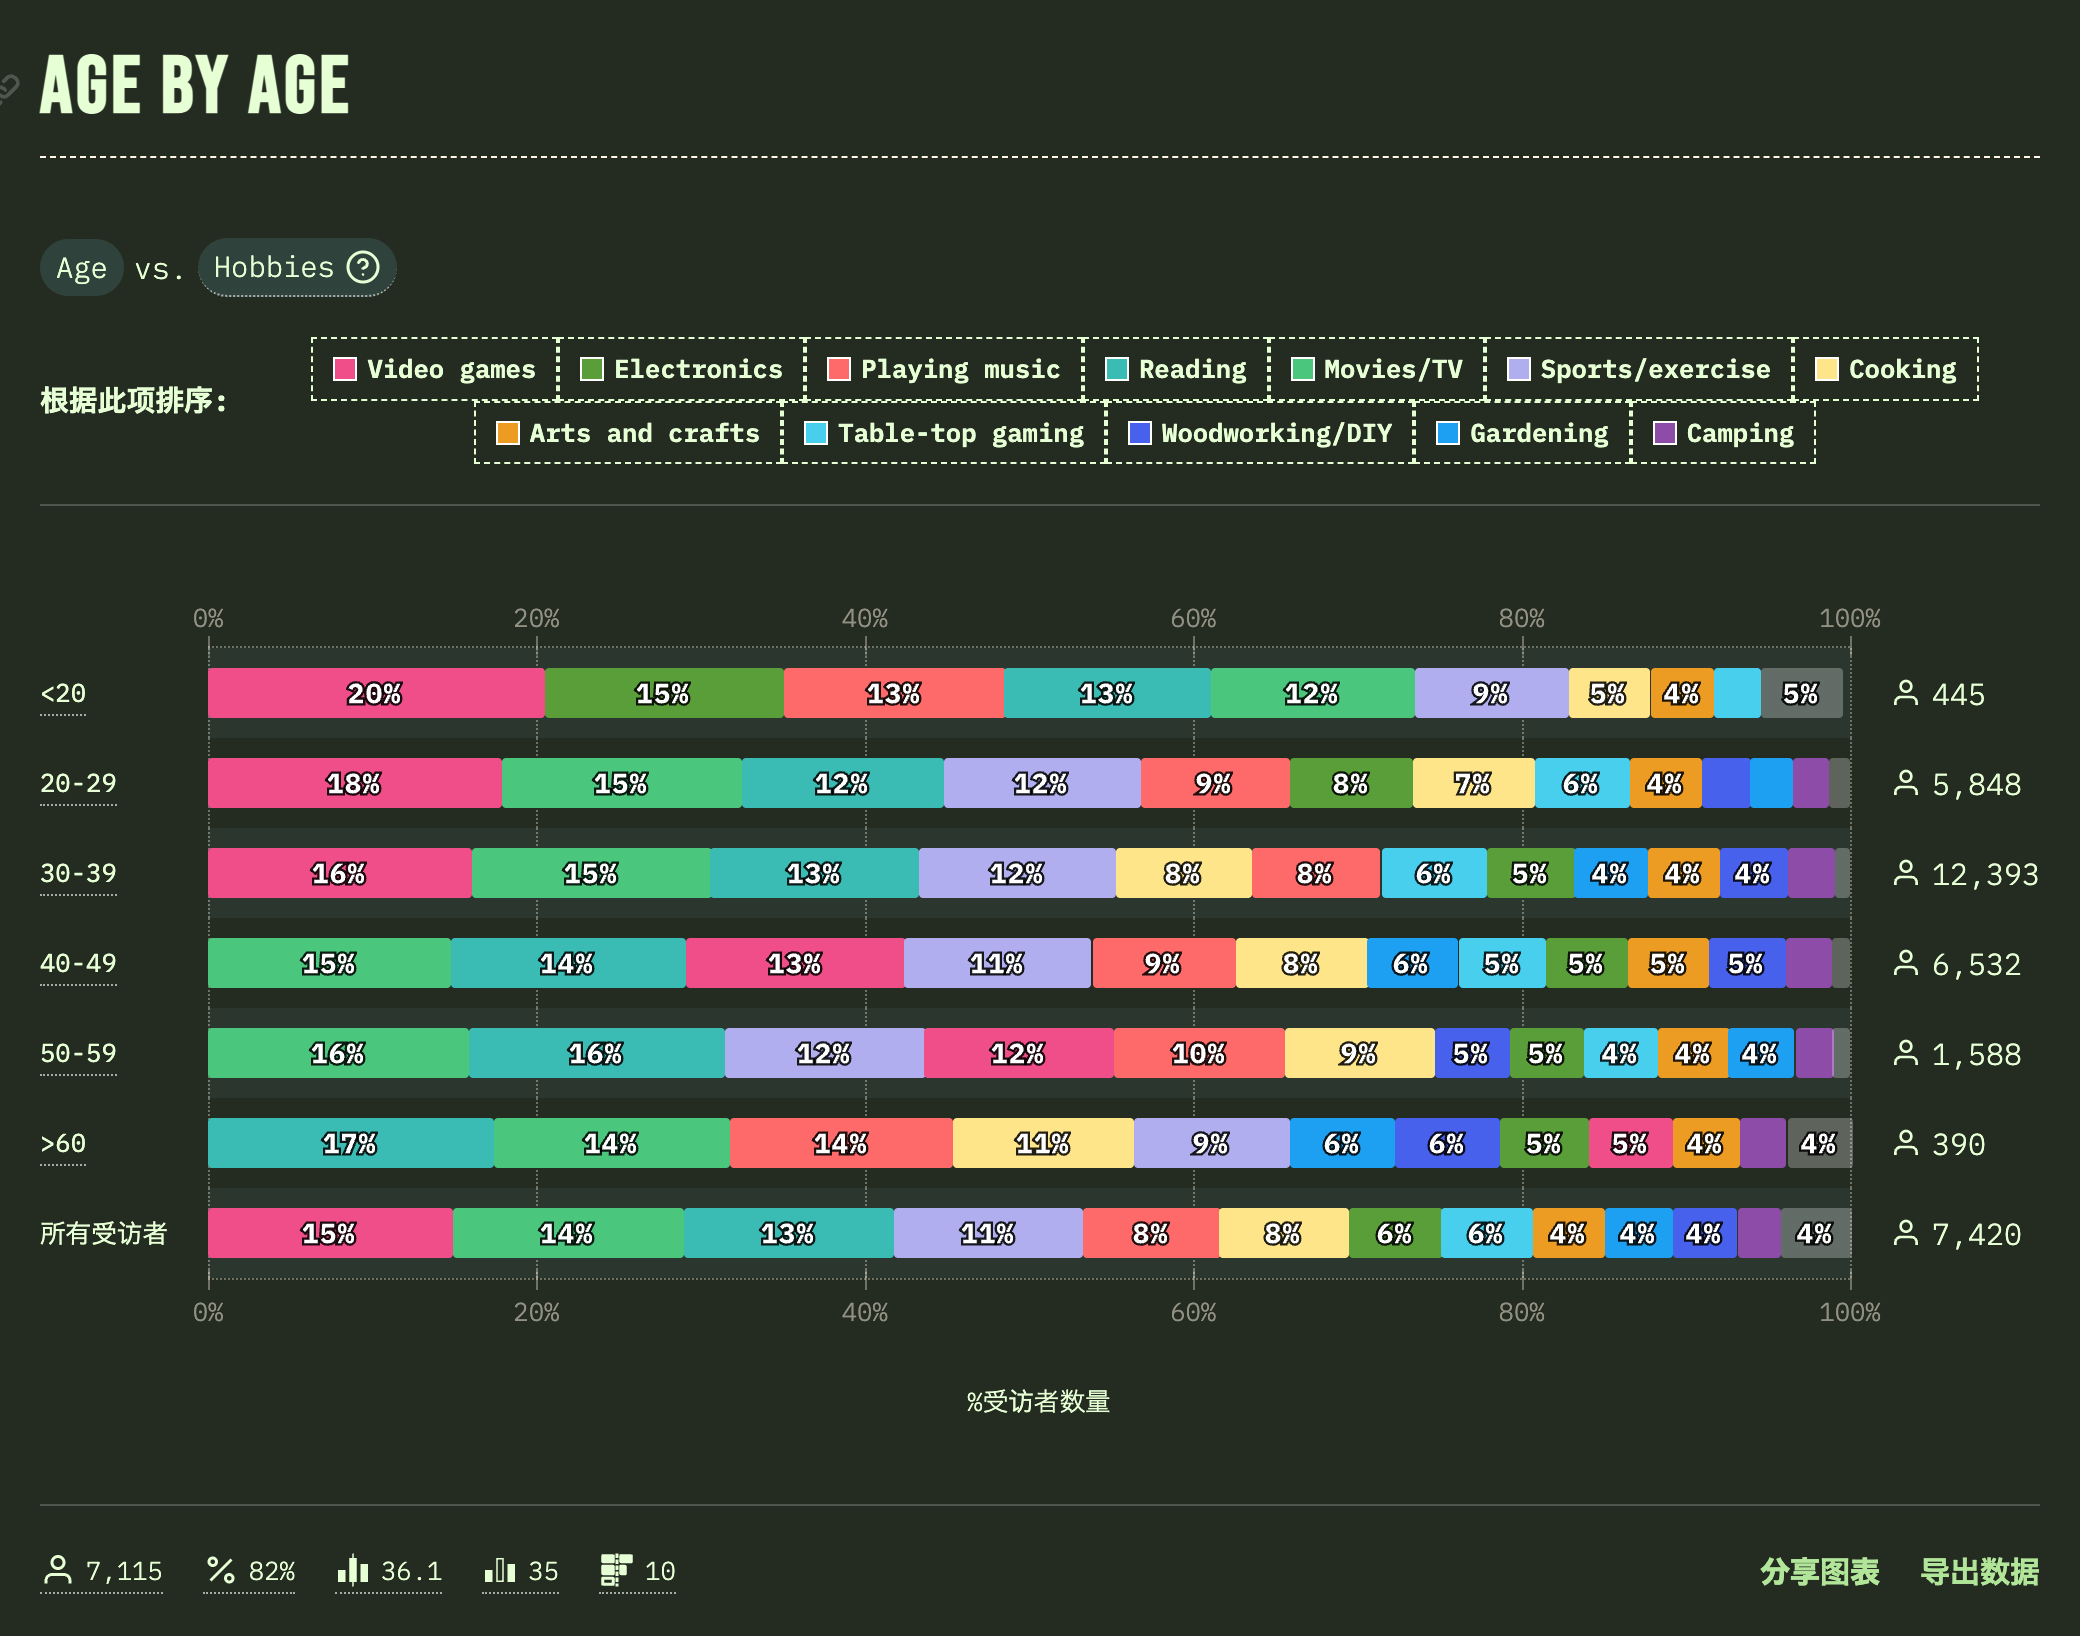 AGE BY AGE
Age vs. Hobbies
Video games Electronics Playing music Reading Movies/TV Sports/exercise Cooking
根据此项排序:
Arts and crafts Table-top gaming Woodworking/DIY Gardening Camping
0% 20% 40% 60% 80% 100%
<20 20% 15% 13% 13% 12% 9% 5% 4% 5% 445
20-29 18% 15% 12% 12% 9% 8% 7% 6% 4% 5,848
30-39 16% 15% 13% 12% 8% 8% 6% 5% 4% 4% 4% 12,393
40-49 15% 14% 13% 11% 9% 8% 6% 5% 5% 5% 5% 6,532
50-59 16% 16% 12% 12% 10% 9% 5% 5% 4% 4% 4% 1,588
>60 17% 14% 14% 11% 9% 6% 6% 5% 5% 4% 4% 390
所有受访者 15% 14% 13% 11% 8% 8% 6% 6% 4% 4% 4% 4% 7,420
0% 20% 40% 60% 80% 100%
%受访者数量
7,115 82% 36.1 35 10 分享图表 导出数据